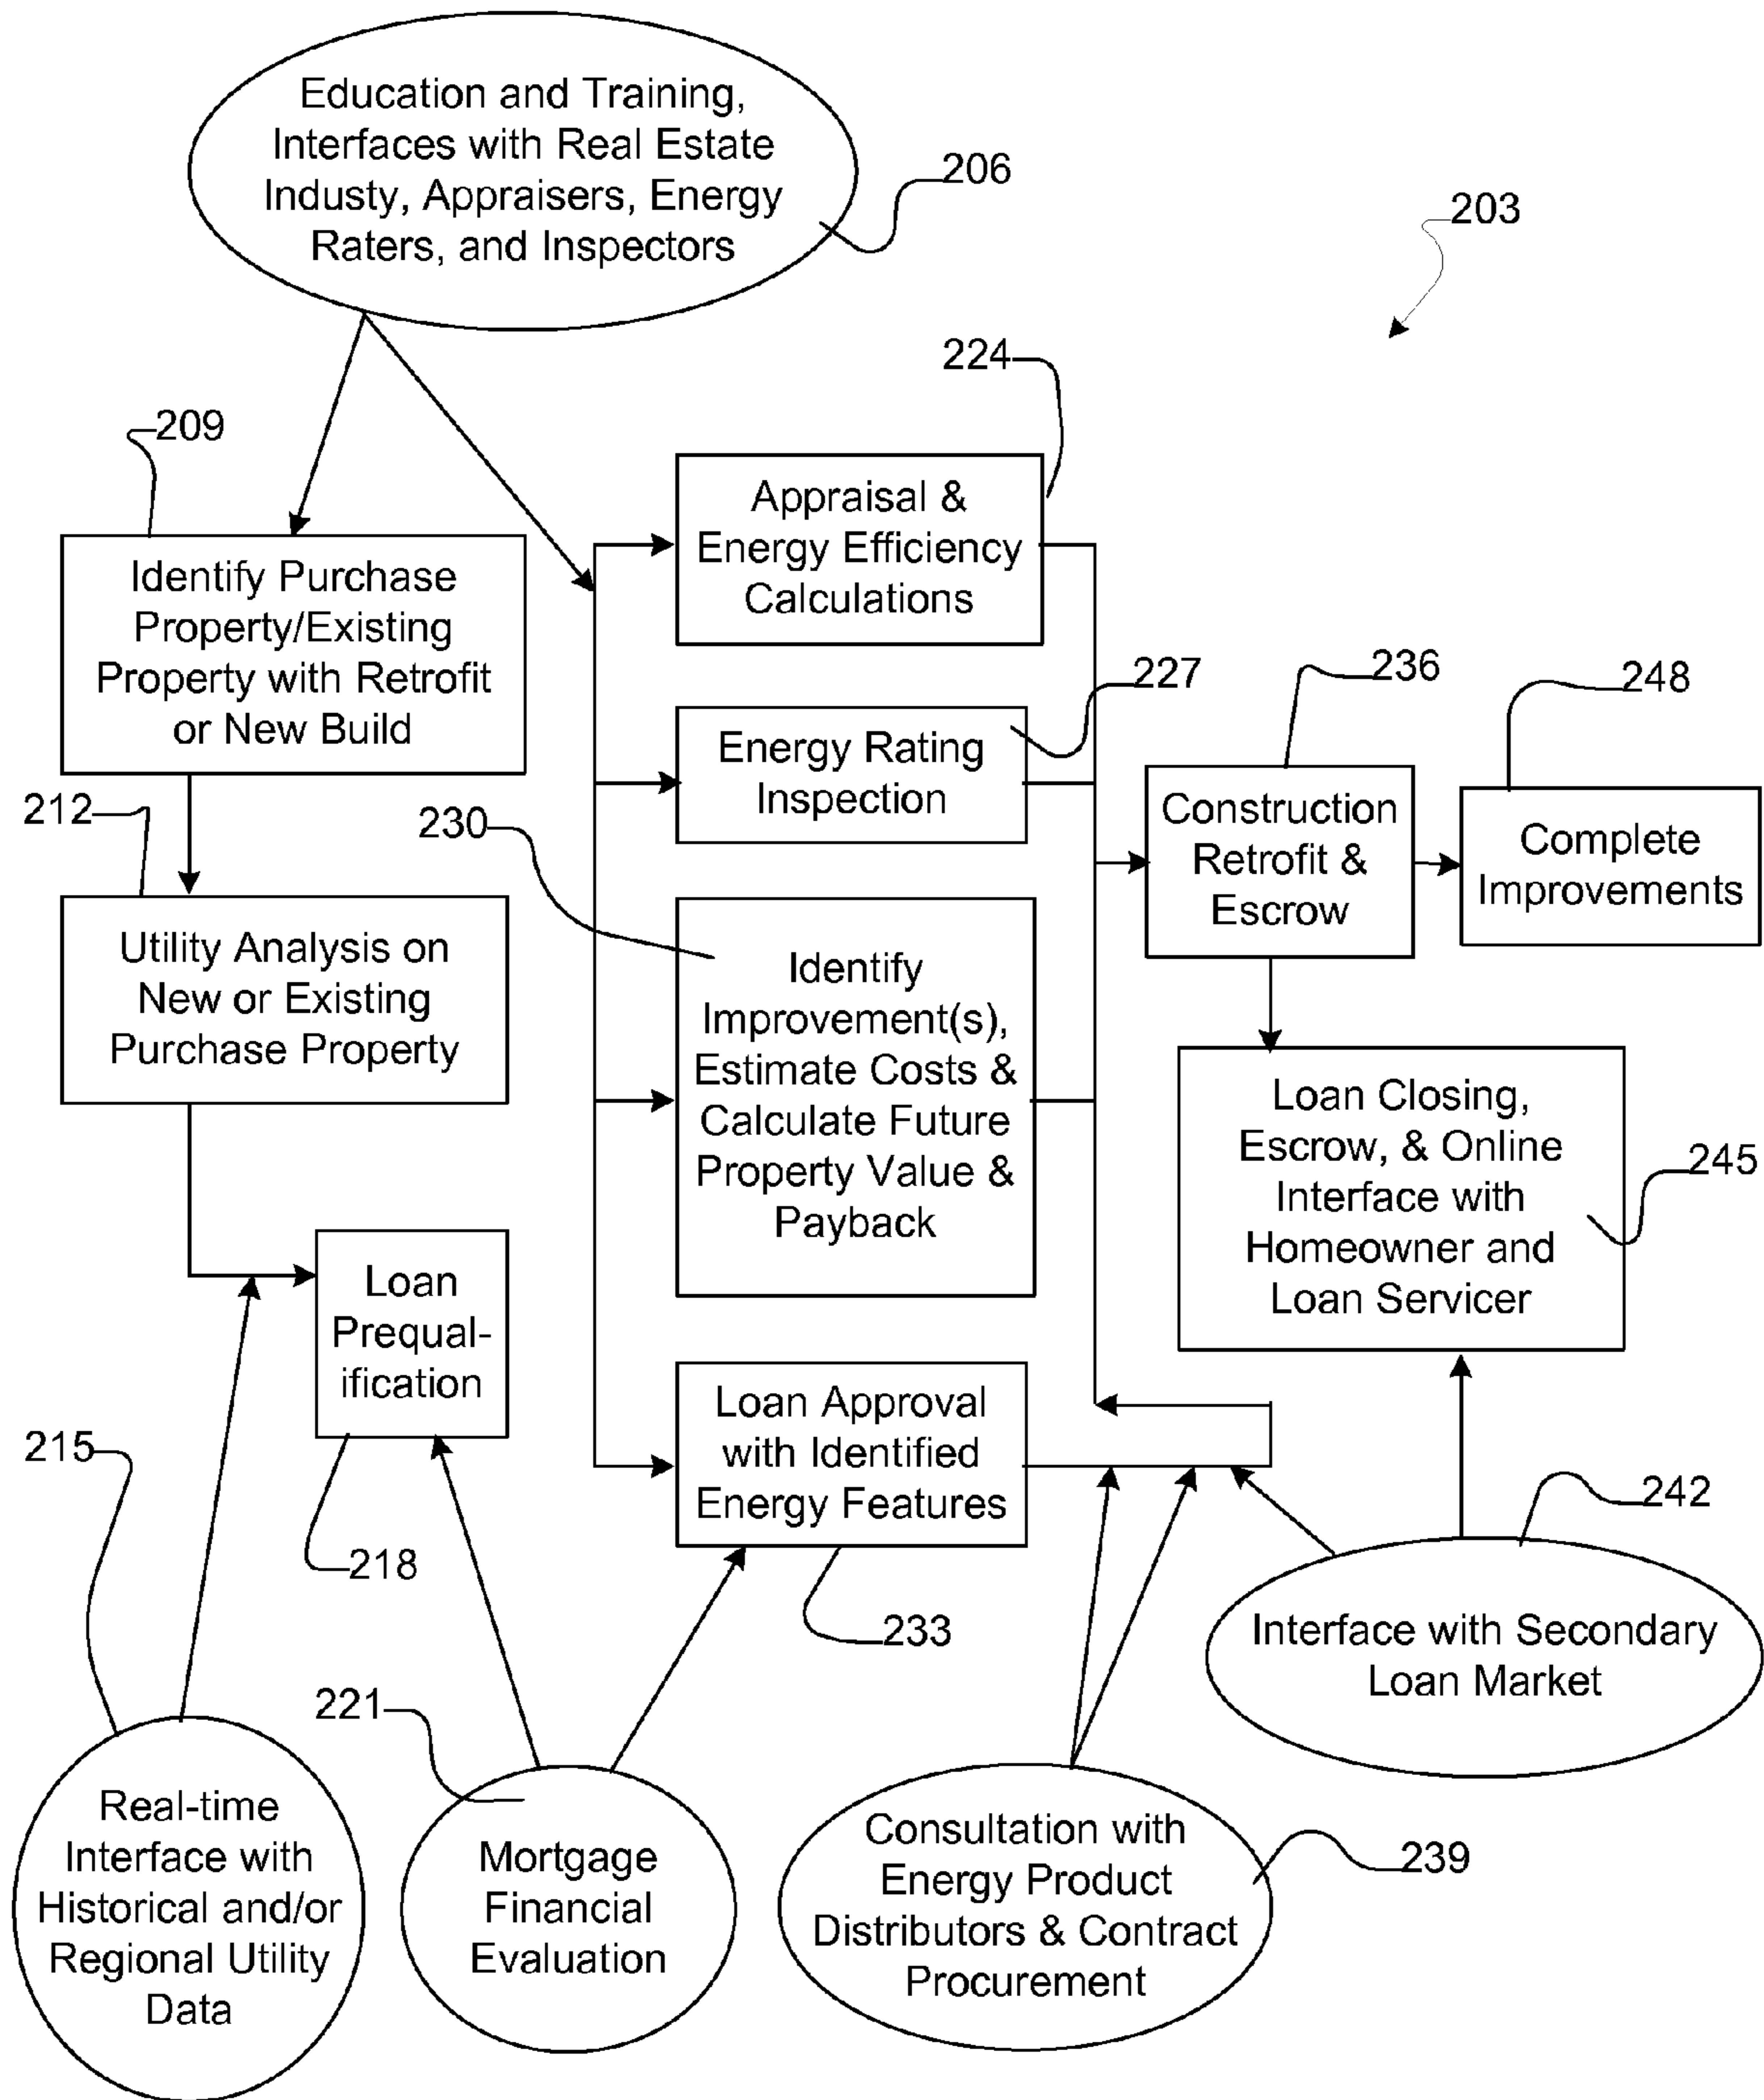 Education and Training,
Interfaces with Real Estate
Industy, Appraisers, Energy
Raters, and Inspectors
206
203
224
209
Appraisal &
Energy Efficiency
Calculations
Identify Purchase
Property/Existing
Property with Retrofit
or New Build
227
236
248
Energy Rating
Inspection
212
230
Construction
Retrofit &
Escrow
Complete
Improvements
Utility Analysis on
New or Existing
Purchase Property
Identify
Improvement(s),
Estimate Costs &
Calculate Future
Property Value &
Payback
Loan Closing,
Escrow, & Online
Interface with
Homeowner and
Loan Servicer
245
Loan
Prequal-
ification
215
218
Loan Approval
with Identified
Energy Features
233
242
Interface with Secondary
Loan Market
221
Real-time
Interface with
Historical and/or
Regional Utility
Data
Mortgage
Financial
Evaluation
Consultation with
Energy Product
Distributors & Contract
Procurement
239